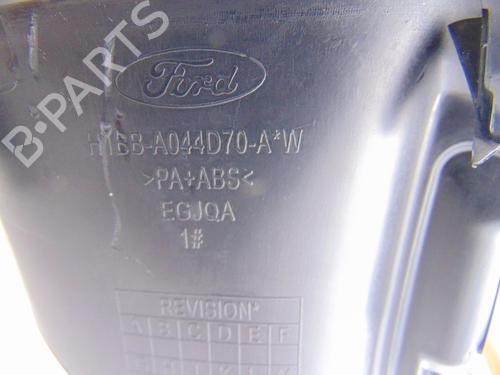 B-PARTS
Ford
H1BB-A044D70-A*W
>PA+ABS<
EGJQA
1#
REVISION*
A B C D E F